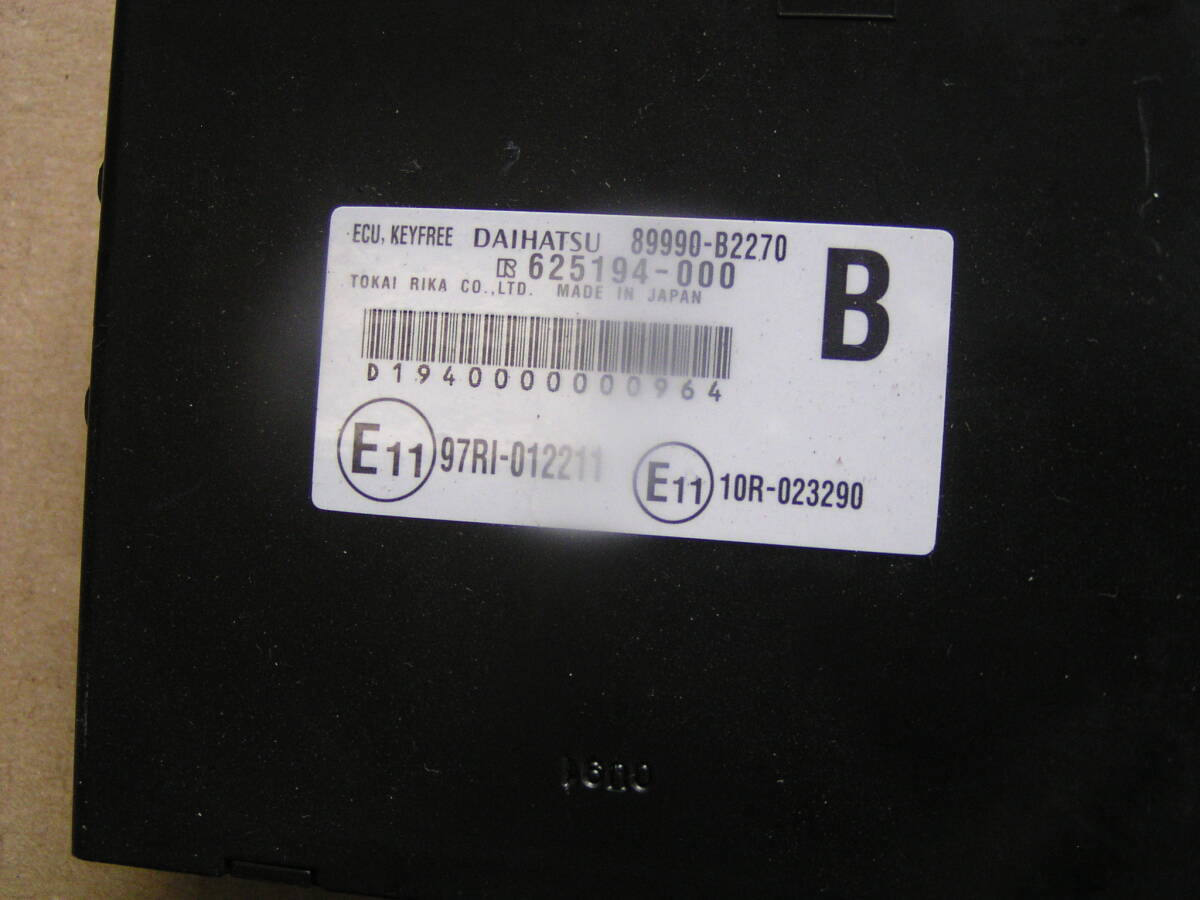 ECU, KEYFREE DAIHATSU 89990-B2270
B
R 625194-000
TOKAI RIKA CO.,LTD. MADE IN JAPAN
D1940000000964
E11 97RI-012211
E11 10R-023290